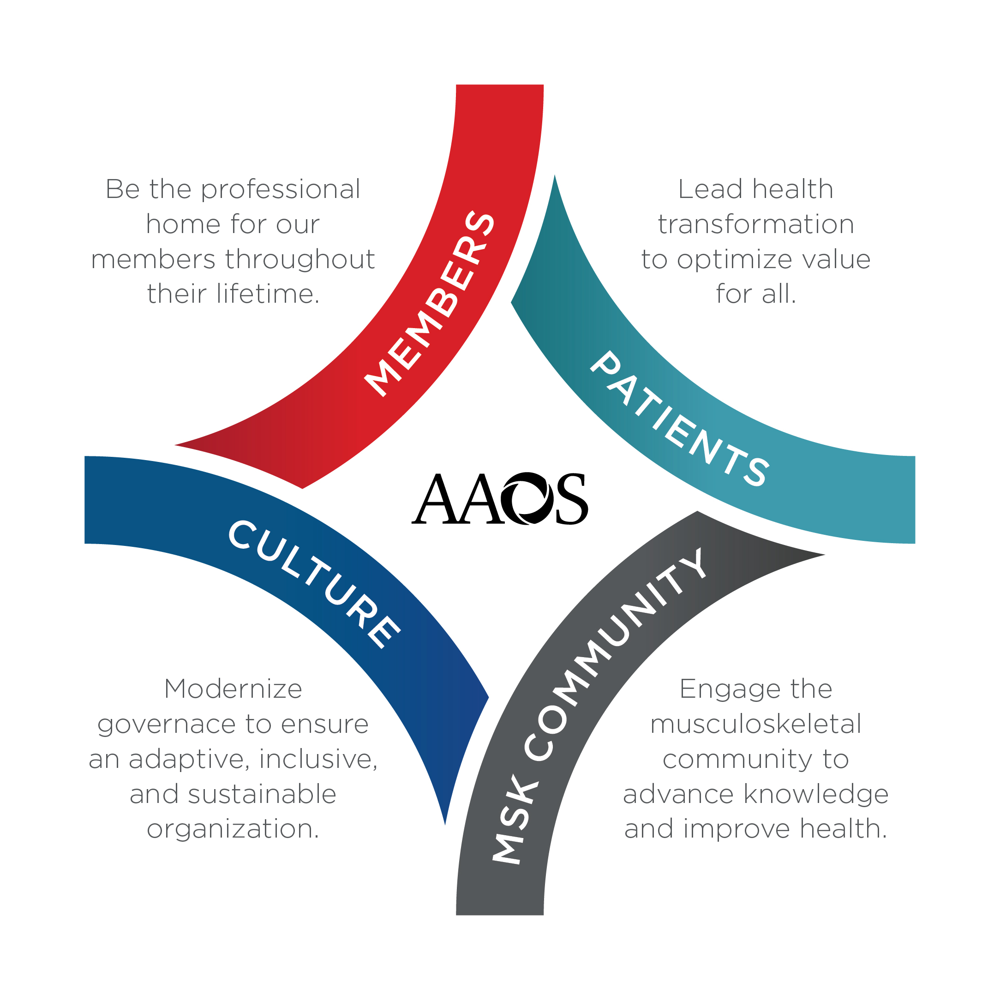 Be the professional
home for our
members throughout
their lifetime.
MEMBERS
Lead health
transformation
to optimize value
for all.
PATIENTS
AAOS
CULTURE
Modernize
governace to ensure
an adaptive, inclusive,
and sustainable
organization.
MSK COMMUNITY
Engage the
musculoskeletal
community to
advance knowledge
and improve health.